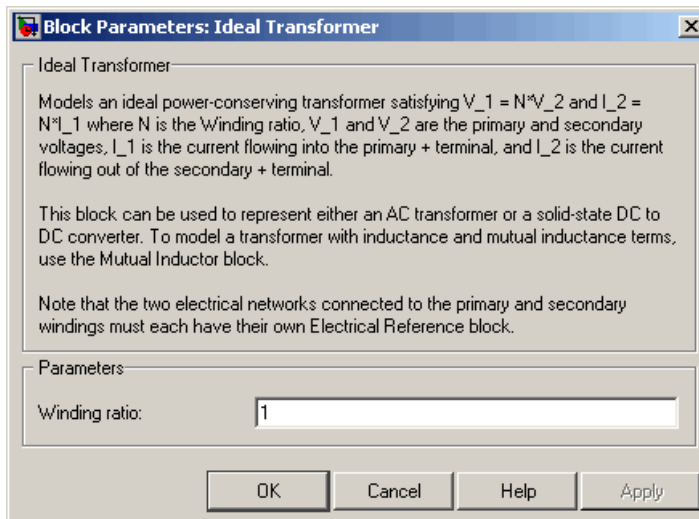 Block Parameters: Ideal Transformer
Ideal Transformer
Models an ideal power-conserving transformer satisfying V_1 = N*V_2 and I_2 =
N*I_1 where N is the Winding ratio, V_1 and V_2 are the primary and secondary
voltages, I_1 is the current flowing into the primary + terminal, and I_2 is the current
flowing out of the secondary + terminal.
This block can be used to represent either an AC transformer or a solid-state DC to
DC converter. To model a transformer with inductance and mutual inductance terms,
use the Mutual Inductor block.
Note that the two electrical networks connected to the primary and secondary
windings must each have their own Electrical Reference block.
Parameters
Winding ratio: 1
OK Cancel Help Apply